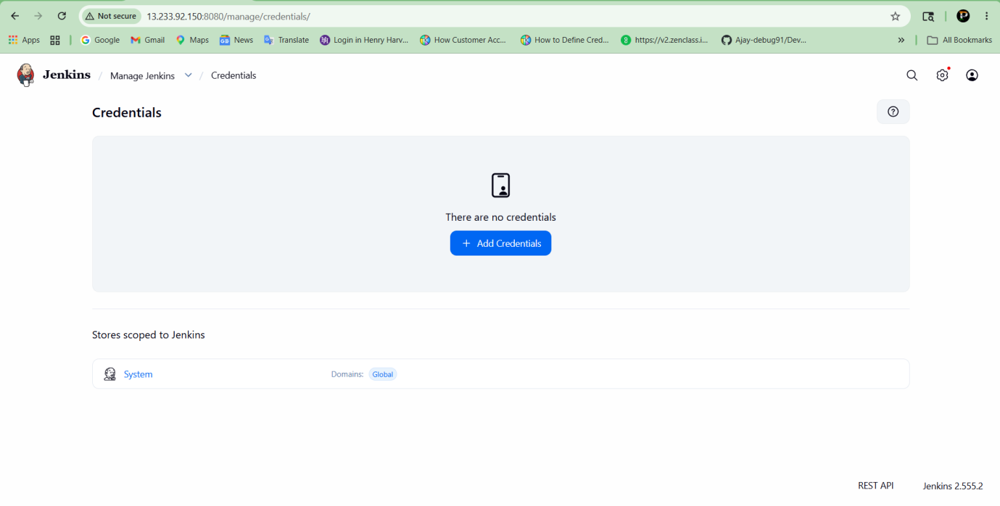 Not secure 13.233.92.150:8080/manage/credentials/
Apps Google Gmail Maps News Translate Login in Henry Harv... How Customer Acc... How to Define Cred... https://v2.zenclass.i... Ajay-debug91/Dev... » All Bookmarks
Jenkins / Manage Jenkins / Credentials
Credentials
There are no credentials
+ Add Credentials
Stores scoped to Jenkins
System Domains: Global
REST API Jenkins 2.555.2